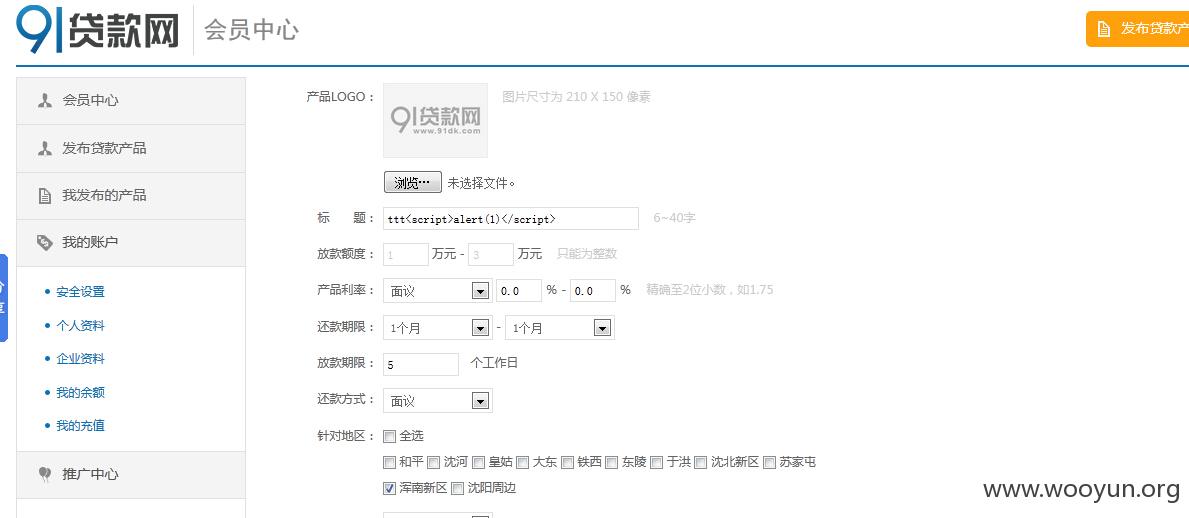 91贷款网 会员中心 发布贷款产
会员中心
发布贷款产品
我发布的产品
我的账户
安全设置
个人资料
企业资料
我的余额
我的充值
推广中心
产品LOGO： 91贷款网 www.91dk.com 图片尺寸为 210 X 150 像素
浏览… 未选择文件。
标 题： ttt<script>alert(1)</script> 6~40字
放款额度： 1 万元 - 3 万元 只能为整数
产品利率： 面议 0.0 % - 0.0 % 精确至2位小数，如1.75
还款期限： 1个月 - 1个月
放款期限： 5 个工作日
还款方式： 面议
针对地区： 全选
和平 沈河 皇姑 大东 铁西 东陵 于洪 沈北新区 苏家屯
浑南新区 沈阳周边
www.wooyun.org